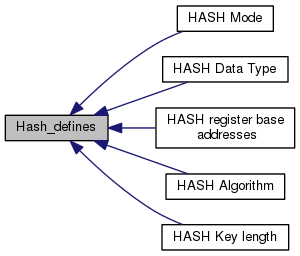 HASH Mode
HASH Data Type
Hash_defines
HASH register base
addresses
HASH Algorithm
HASH Key length